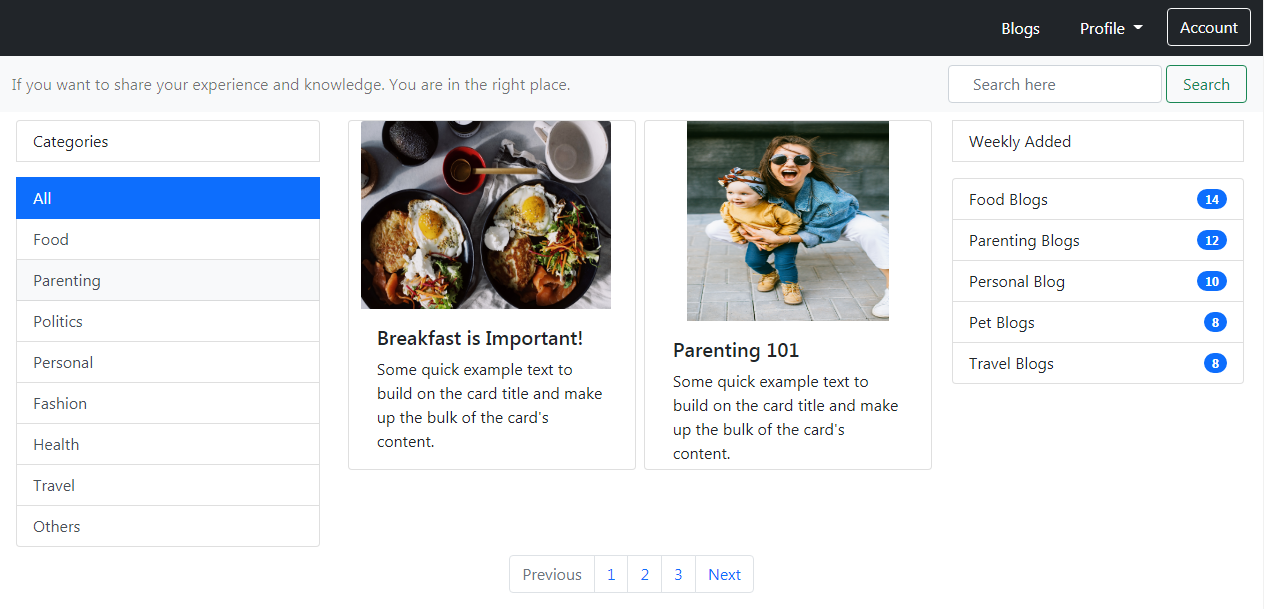 Blogs
Profile
Account
If you want to share your experience and knowledge. You are in the right place.
Search here
Search
Categories
All
Food
Parenting
Politics
Personal
Fashion
Health
Travel
Others
Breakfast is Important!
Some quick example text to
build on the card title and make
up the bulk of the card's
content.
Parenting 101
Some quick example text to
build on the card title and make
up the bulk of the card's
content.
Weekly Added
Food Blogs 14
Parenting Blogs 12
Personal Blog 10
Pet Blogs 8
Travel Blogs 8
Previous 1 2 3 Next